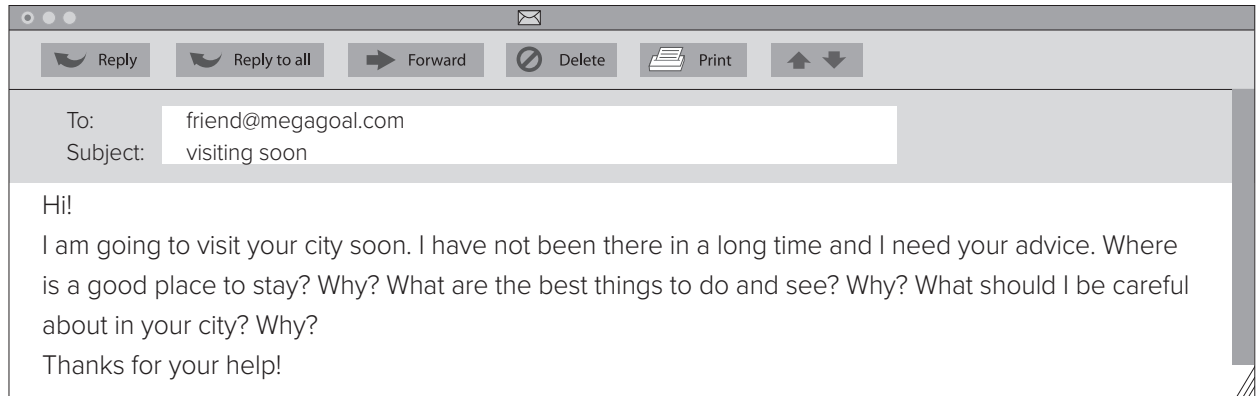 Reply Reply to all Forward Delete Print
To: friend@megagoal.com
Subject: visiting soon
Hi!
I am going to visit your city soon. I have not been there in a long time and I need your advice. Where
is a good place to stay? Why? What are the best things to do and see? Why? What should I be careful
about in your city? Why?
Thanks for your help!